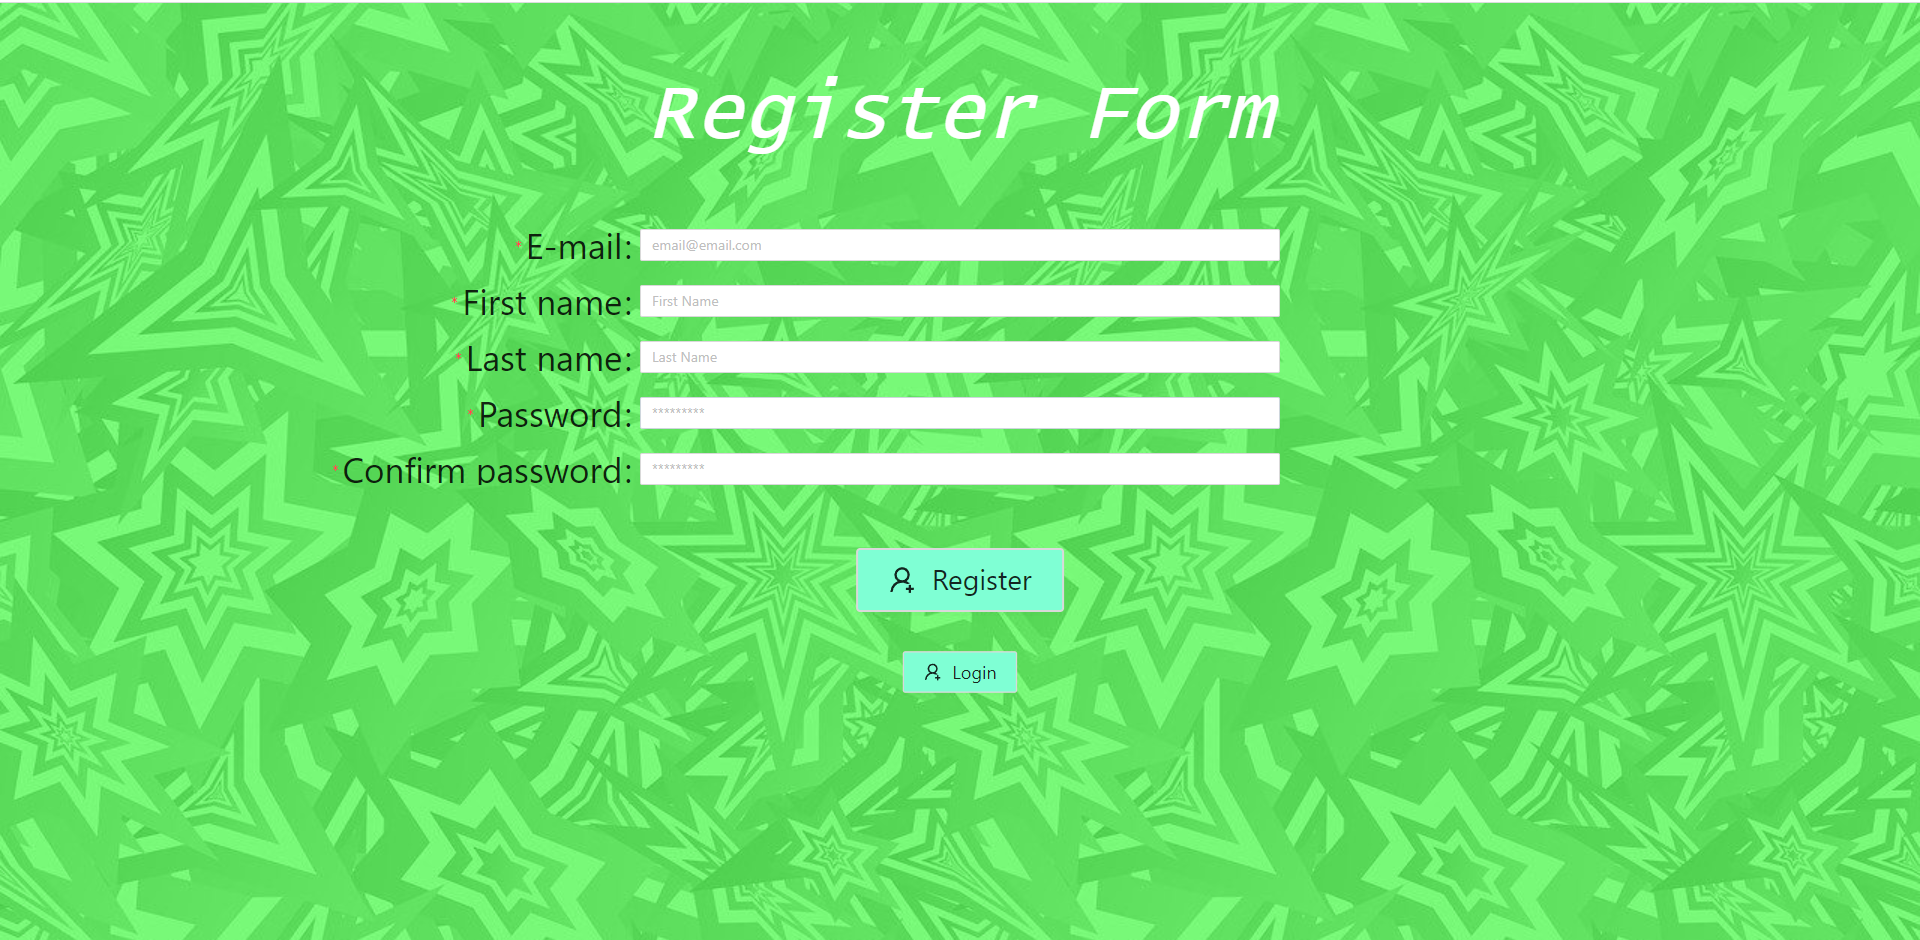 Register Form
*E-mail: email@email.com
*First name: First Name
*Last name: Last Name
*Password: *********
*Confirm password: *********
Register
Login